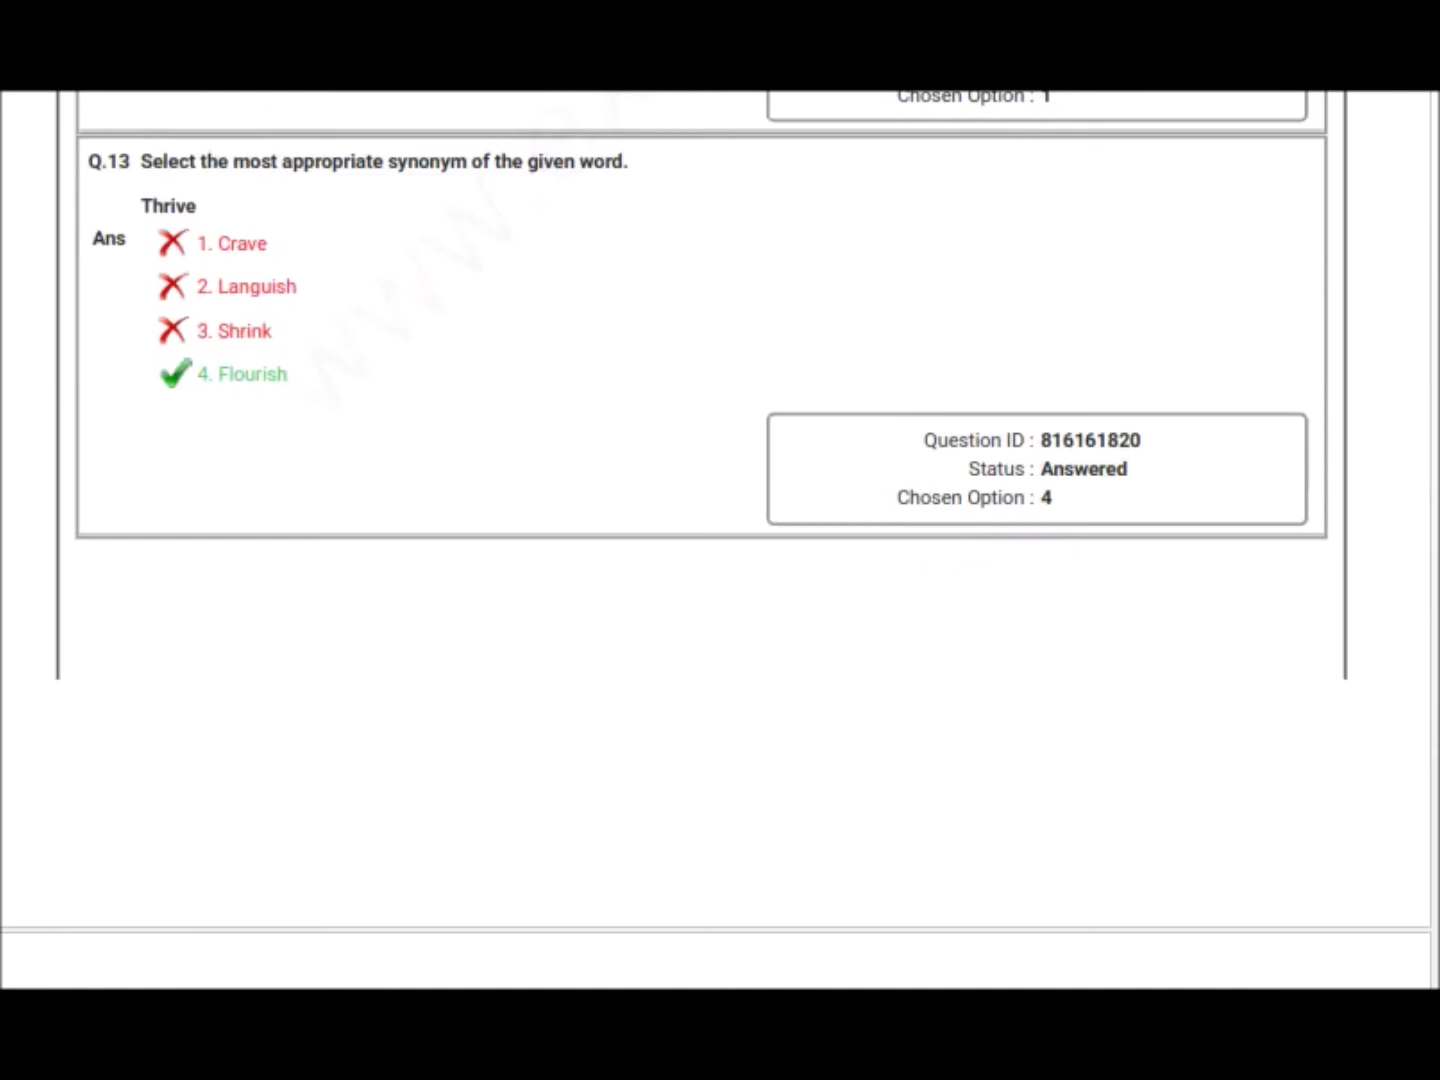 Chosen Option : 1
Q.13 Select the most appropriate synonym of the given word.
Thrive
Ans 1. Crave
2. Languish
3. Shrink
4. Flourish
Question ID : 816161820
Status : Answered
Chosen Option : 4